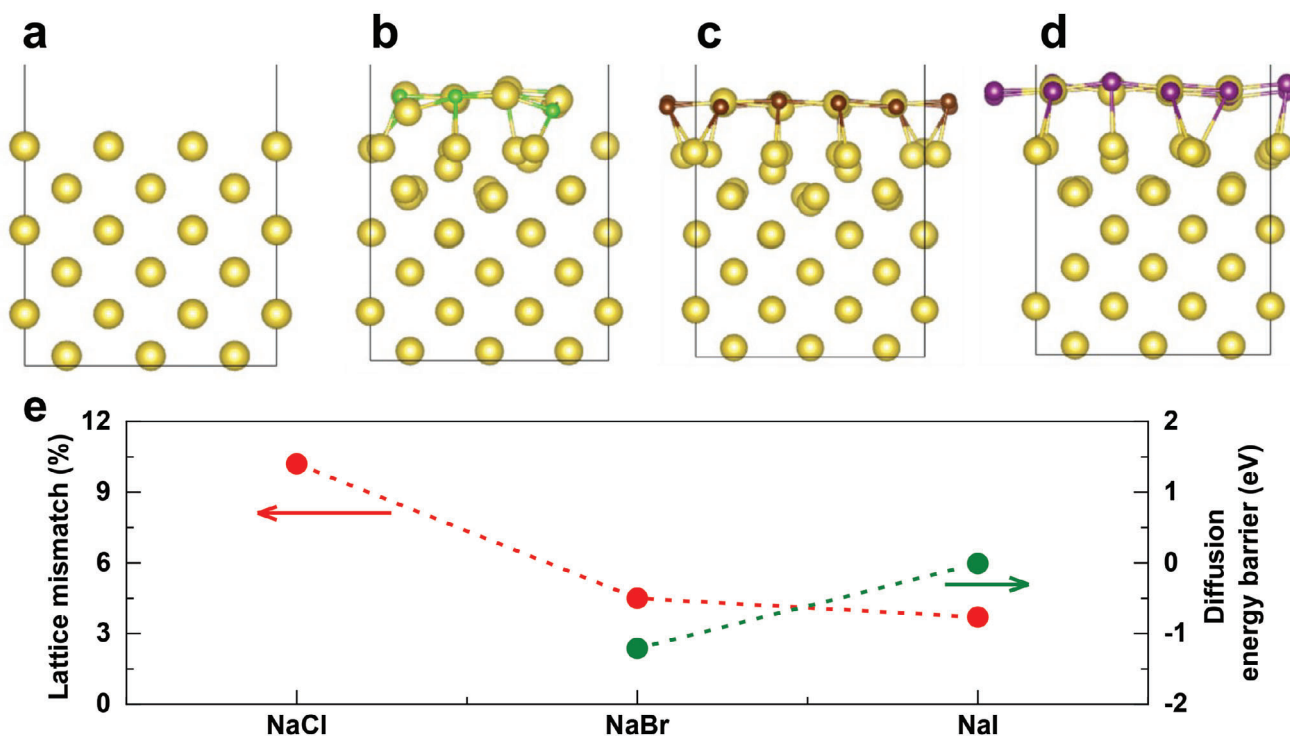 a
b
c
d
e
Lattice mismatch (%)
12
9
6
3
0
NaCl
NaBr
NaI
2
1
0
-1
-2
Diffusion
energy barrier (eV)